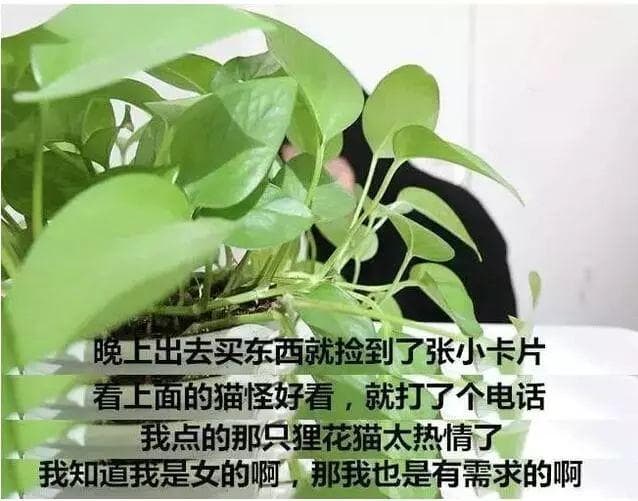 晚上出去买东西就捡到了张小卡片
看上面的猫怪好看，就打了个电话
我点的那只狸花猫太热情了
我知道我是女的啊，那我也是有需求的啊